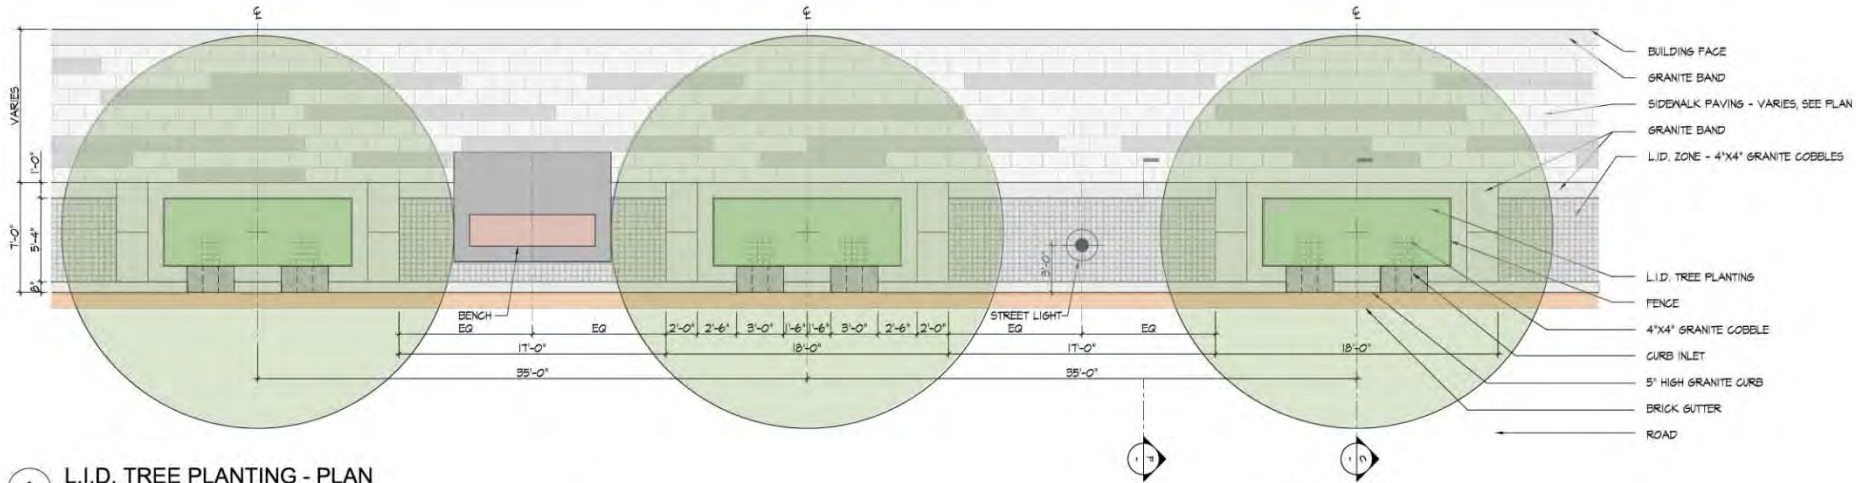 ℄ ℄ ℄
VARIES
1'-0"
7'-0"
5'-4"
8"
BUILDING FACE
GRANITE BAND
SIDEWALK PAVING - VARIES, SEE PLAN
GRANITE BAND
L.I.D. ZONE - 4"X4" GRANITE COBBLES
L.I.D. TREE PLANTING
FENCE
4"X4" GRANITE COBBLE
CURB INLET
5" HIGH GRANITE CURB
BRICK GUTTER
ROAD
3'-0"
BENCH
STREET LIGHT
EQ EQ 2'-0" 2'-6" 3'-0" 1'-6" 1'-6" 3'-0" 2'-6" 2'-0" EQ EQ
17'-0" 18'-0" 17'-0" 18'-0"
35'-0" 35'-0"
F C
- -
L.I.D. TREE PLANTING - PLAN